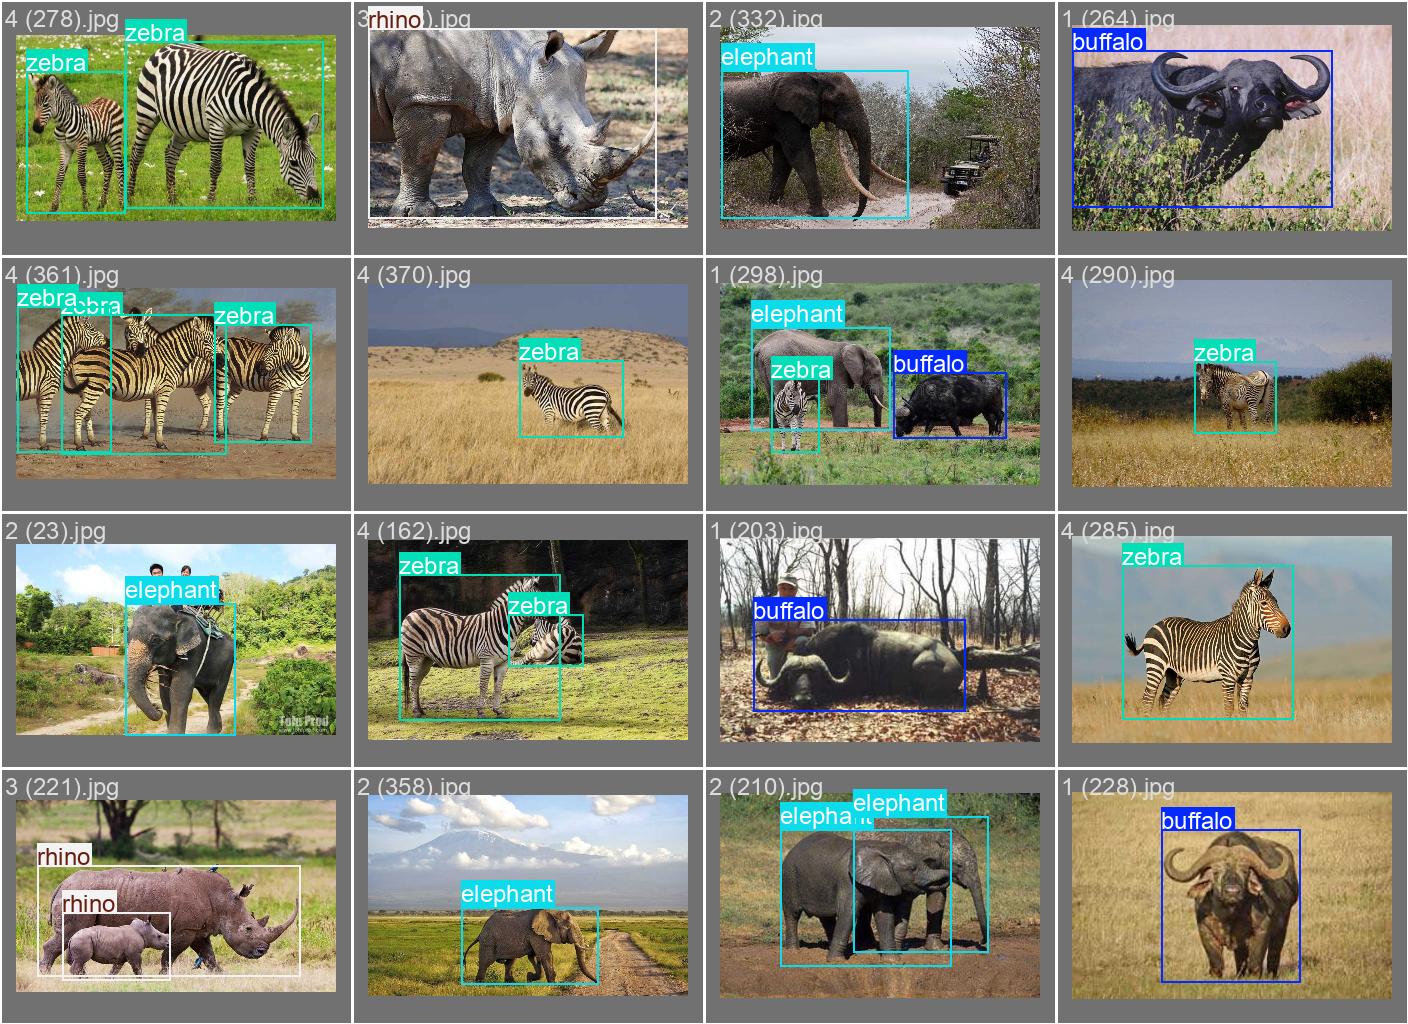 4 (278).jpg
zebra
zebra
rhino
2 (332).jpg
elephant
1 (264).jpg
buffalo
4 (361).jpg
zebra
zebra
4 (370).jpg
zebra
1 (298).jpg
elephant
zebra
buffalo
4 (290).jpg
zebra
2 (23).jpg
elephant
4 (162).jpg
zebra
zebra
1 (203).jpg
buffalo
4 (285).jpg
zebra
3 (221).jpg
rhino
rhino
2 (358).jpg
elephant
2 (210).jpg
elephant
elephant
1 (228).jpg
buffalo